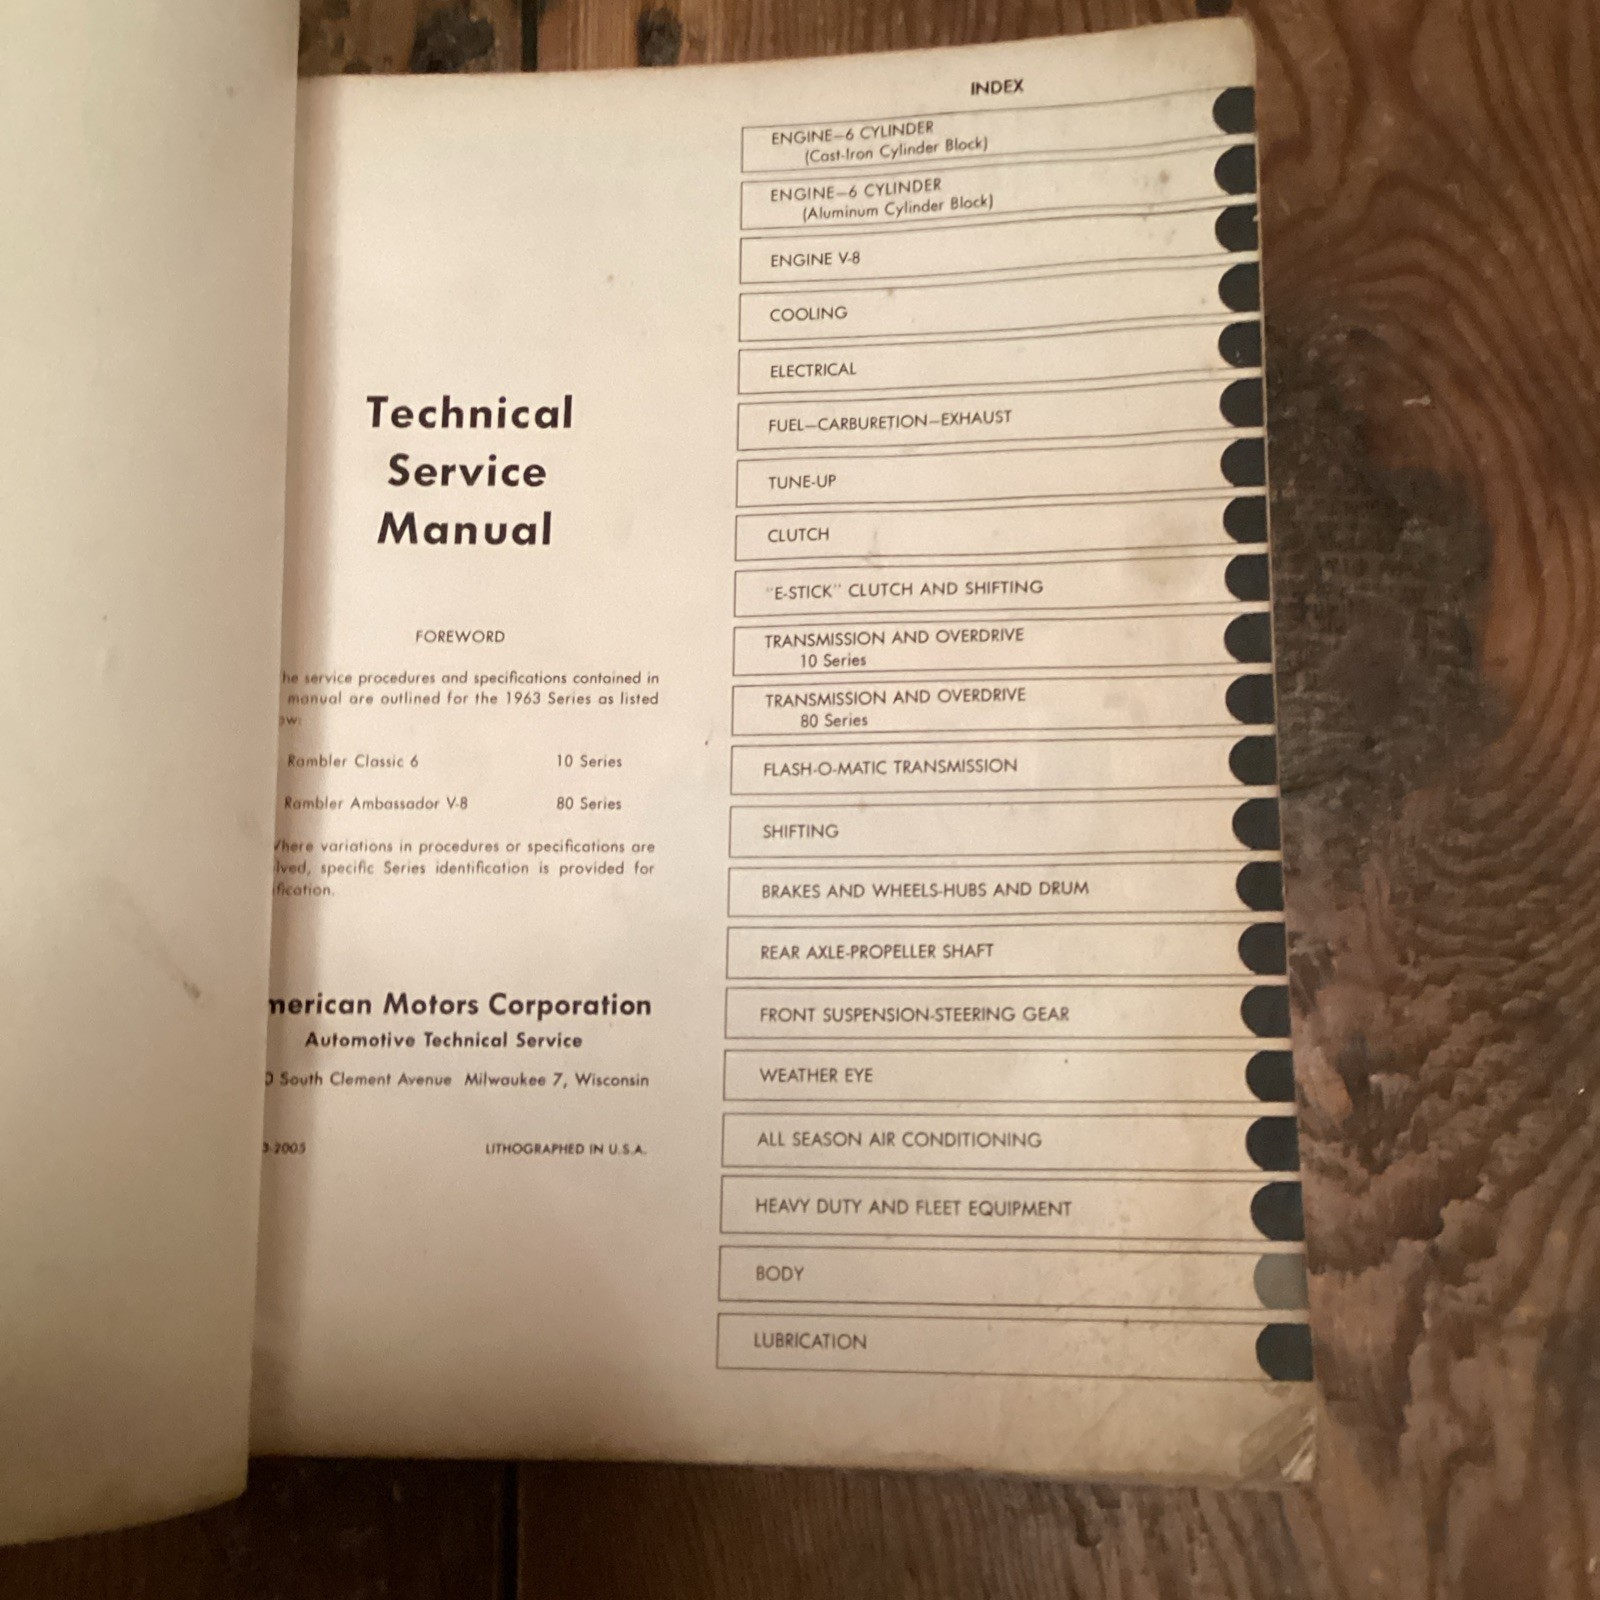 Technical
Service
Manual
FOREWORD
he service procedures and specifications contained in
manual are outlined for the 1963 Series as listed
ow:
Rambler Classic 6 10 Series
Rambler Ambassador V-8 80 Series
here variations in procedures or specifications are
lved, specific Series identification is provided for
ification.
merican Motors Corporation
Automotive Technical Service
South Clement Avenue Milwaukee 7, Wisconsin
2005 LITHOGRAPHED IN U.S.A.
INDEX
ENGINE—6 CYLINDER
(Cast-Iron Cylinder Block)
ENGINE—6 CYLINDER
(Aluminum Cylinder Block)
ENGINE V-8
COOLING
ELECTRICAL
FUEL—CARBURETION—EXHAUST
TUNE-UP
CLUTCH
"E-STICK" CLUTCH AND SHIFTING
TRANSMISSION AND OVERDRIVE
10 Series
TRANSMISSION AND OVERDRIVE
80 Series
FLASH-O-MATIC TRANSMISSION
SHIFTING
BRAKES AND WHEELS-HUBS AND DRUM
REAR AXLE-PROPELLER SHAFT
FRONT SUSPENSION-STEERING GEAR
WEATHER EYE
ALL SEASON AIR CONDITIONING
HEAVY DUTY AND FLEET EQUIPMENT
BODY
LUBRICATION